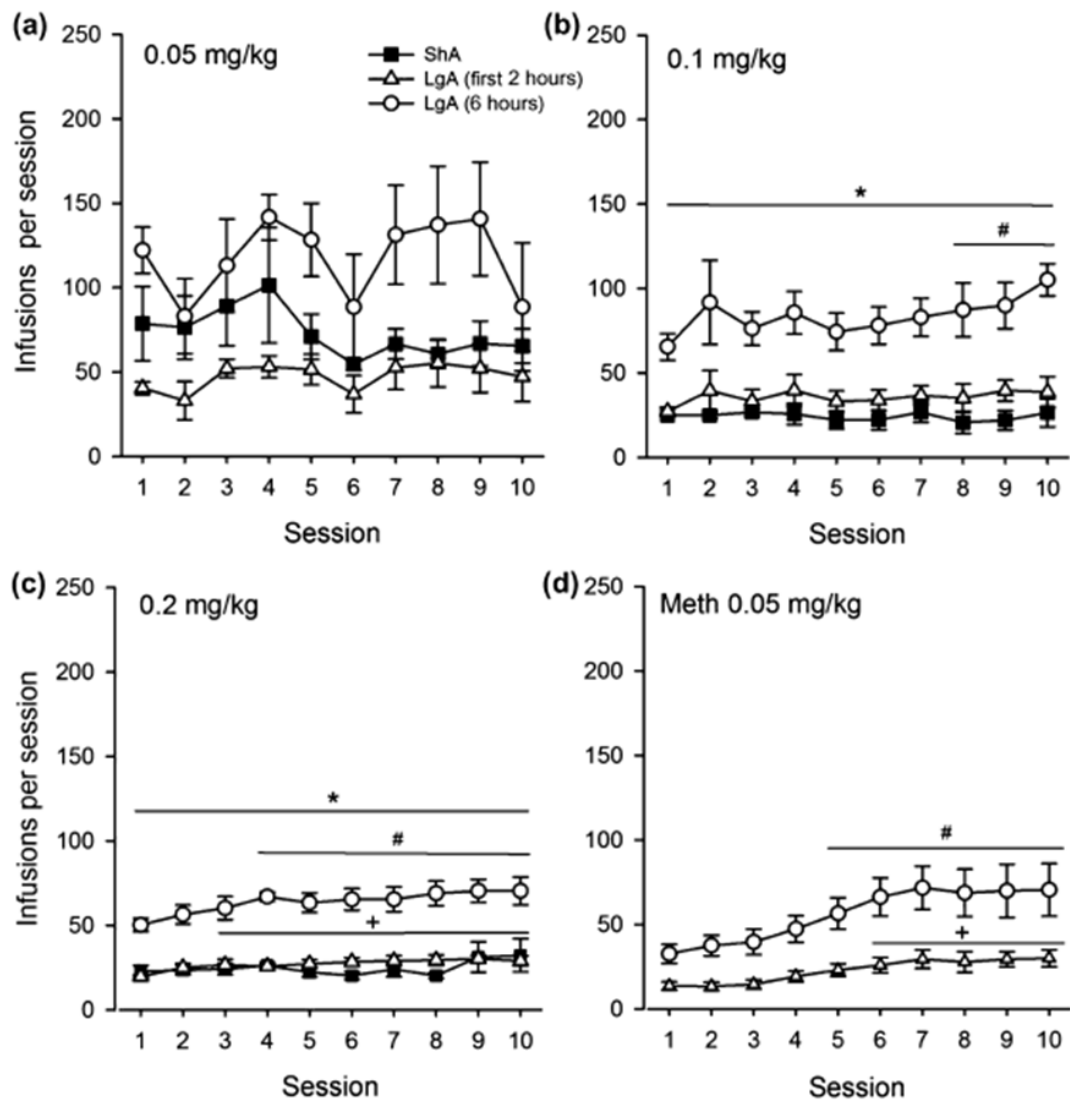 (a)
0.05 mg/kg
ShA
LgA (first 2 hours)
LgA (6 hours)
Infusions per session
250
200
150
100
50
0
1 2 3 4 5 6 7 8 9 10
Session
(b)
0.1 mg/kg
*
#
250
200
150
100
50
0
1 2 3 4 5 6 7 8 9 10
Session
(c)
0.2 mg/kg
*
#
+
Infusions per session
250
200
150
100
50
0
1 2 3 4 5 6 7 8 9 10
Session
(d)
Meth 0.05 mg/kg
#
+
250
200
150
100
50
0
1 2 3 4 5 6 7 8 9 10
Session